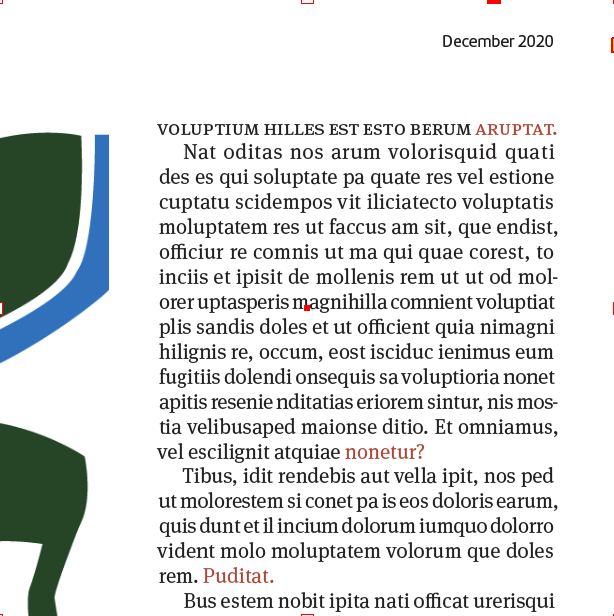 December 2020
VOLUPTIUM HILLES EST ESTO BERUM ARUPTAT.
Nat oditas nos arum volorisquid quati
des es qui soluptate pa quate res vel estione
cuptatu scidempos vit iliciatecto voluptatis
moluptatem res ut faccus am sit, que endist,
officiur re comnis ut ma qui quae corest, to
inciis et ipisit de mollenis rem ut ut od mol-
orer uptasperis magnihilla comnient voluptiat
plis sandis doles et ut officient quia nimagni
hilignis re, occum, eost isciduc ienimus eum
fugitiis dolendi onsequis sa voluptioria nonet
apitis resenie nditatias eriorem sintur, nis mos-
tia velibusaped maionse ditio. Et omniamus,
vel escilignit atquiae nonetur?
Tibus, idit rendebis aut vella ipit, nos ped
ut molorestem si conet pa is eos doloris earum,
quis dunt et il incium dolorum iumquo dolorro
vident molo moluptatem volorum que doles
rem. Puditat.
Bus estem nobit ipita nati officat urerisqui